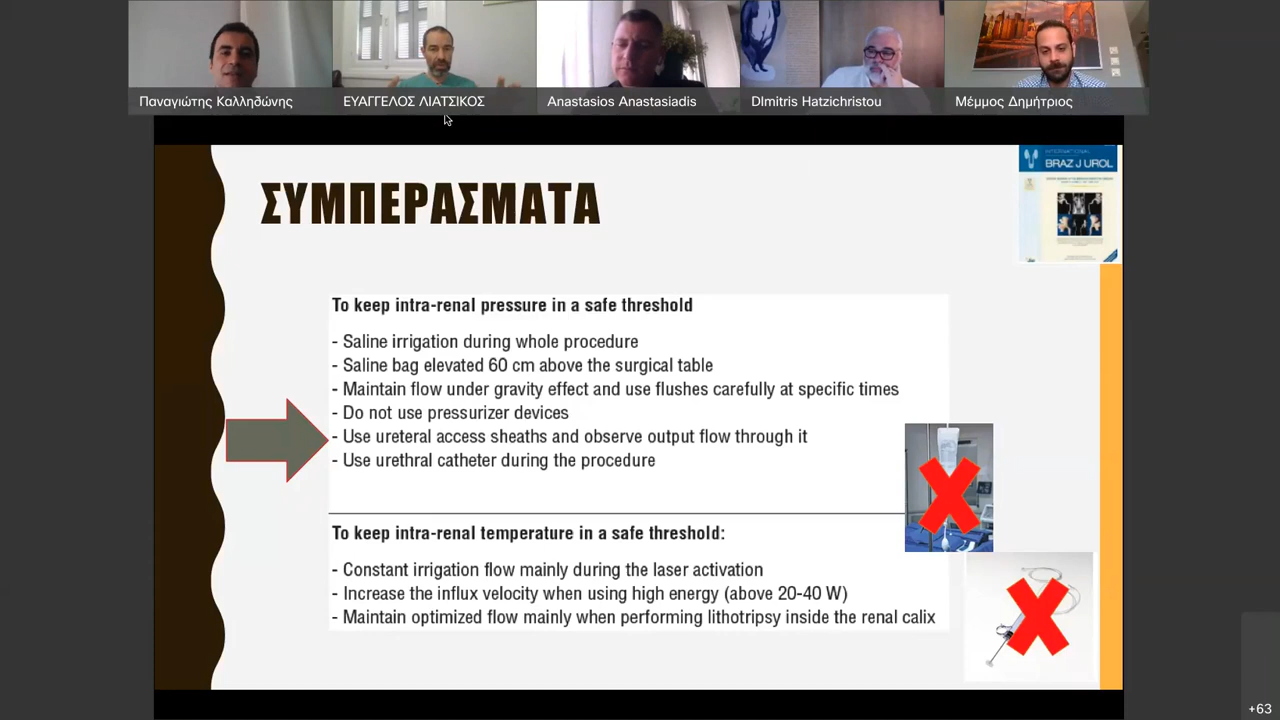 Παναγιώτης Καλλησώνης
ΕΥΑΓΓΕΛΟΣ ΛΙΑΤΣΙΚΟΣ
Anastasios Anastasiadis
DImitris Hatzichristou
Μέμμος Δημήτριος
INTERNATIONAL
BRAZ J UROL
ΣΥΜΠΕΡΑΣΜΑΤΑ
To keep intra-renal pressure in a safe threshold
- Saline irrigation during whole procedure
- Saline bag elevated 60 cm above the surgical table
- Maintain flow under gravity effect and use flushes carefully at specific times
- Do not use pressurizer devices
- Use ureteral access sheaths and observe output flow through it
- Use urethral catheter during the procedure
To keep intra-renal temperature in a safe threshold:
- Constant irrigation flow mainly during the laser activation
- Increase the influx velocity when using high energy (above 20-40 W)
- Maintain optimized flow mainly when performing lithotripsy inside the renal calix
+63